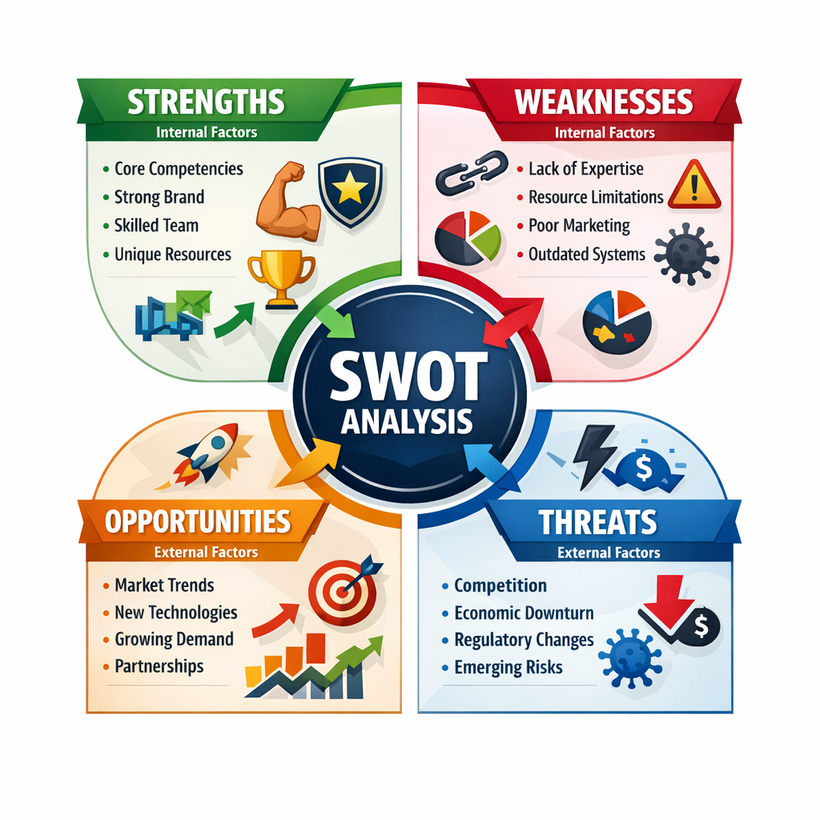 STRENGTHS
Internal Factors
• Core Competencies
• Strong Brand
• Skilled Team
• Unique Resources
WEAKNESSES
Internal Factors
• Lack of Expertise
• Resource Limitations
• Poor Marketing
• Outdated Systems
SWOT
ANALYSIS
OPPORTUNITIES
External Factors
• Market Trends
• New Technologies
• Growing Demand
• Partnerships
$
THREATS
External Factors
• Competition
• Economic Downturn
• Regulatory Changes
• Emerging Risks
$